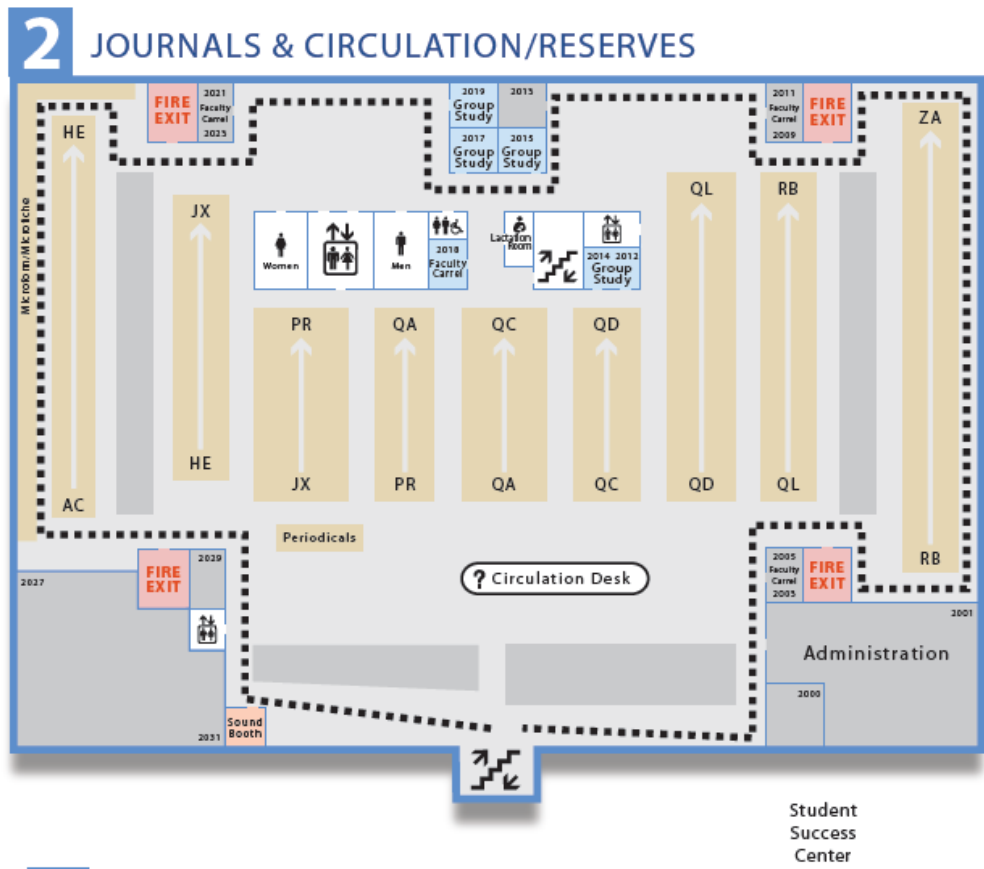 2 JOURNALS & CIRCULATION/RESERVES
HE
FIRE
EXIT
2021
Faculty
Carrel
2023
2019
Group
Study
2013
2017
Group
Study
2015
Group
Study
2011
Faculty
Carrel
2009
FIRE
EXIT
ZA
Microform/Microfiche
JX
Women
Men
2018
Faculty
Carrel
Lactation
Room
2014 2012
Group
Study
QL
RB
PR
QA
QC
QD
HE
AC
JX
PR
QA
QC
QD
QL
RB
Periodicals
? Circulation Desk
FIRE
EXIT
2029
2027
2005
Faculty
Carrel
2003
FIRE
EXIT
2001
Administration
2000
2031
Sound
Booth
Student
Success
Center